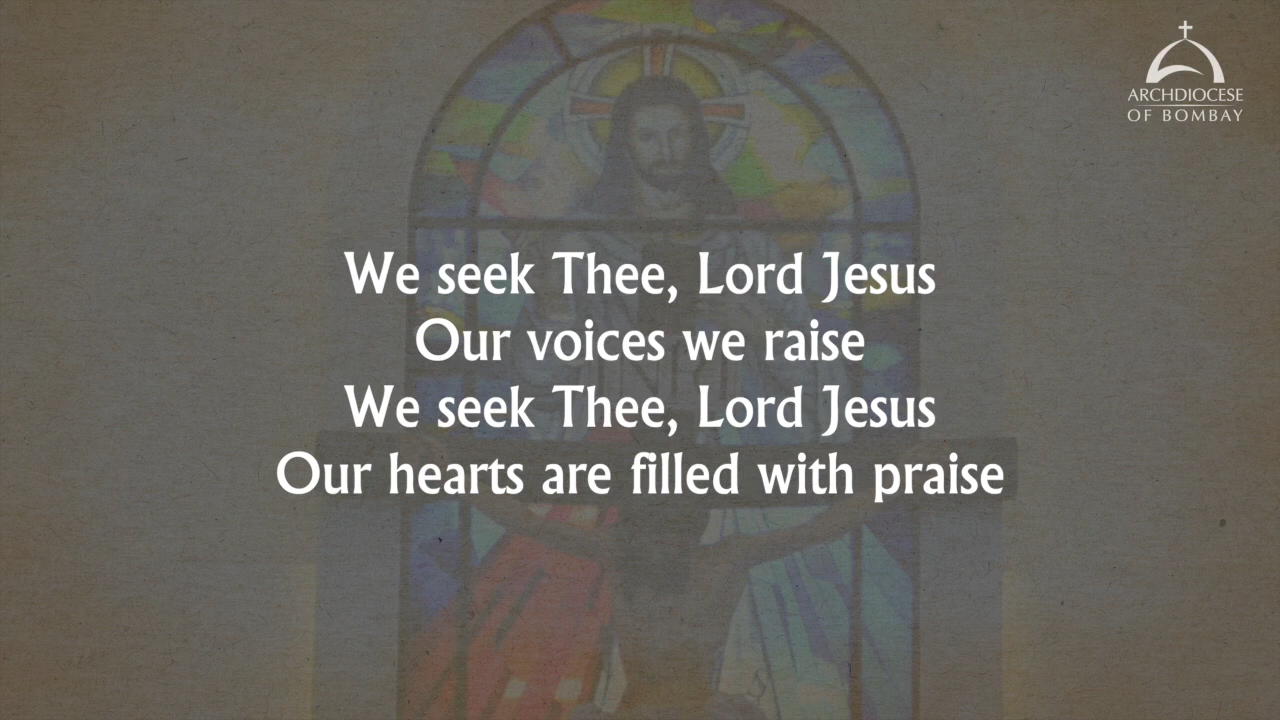 ARCHDIOCESE
OF BOMBAY
We seek Thee, Lord Jesus
Our voices we raise
We seek Thee, Lord Jesus
Our hearts are filled with praise